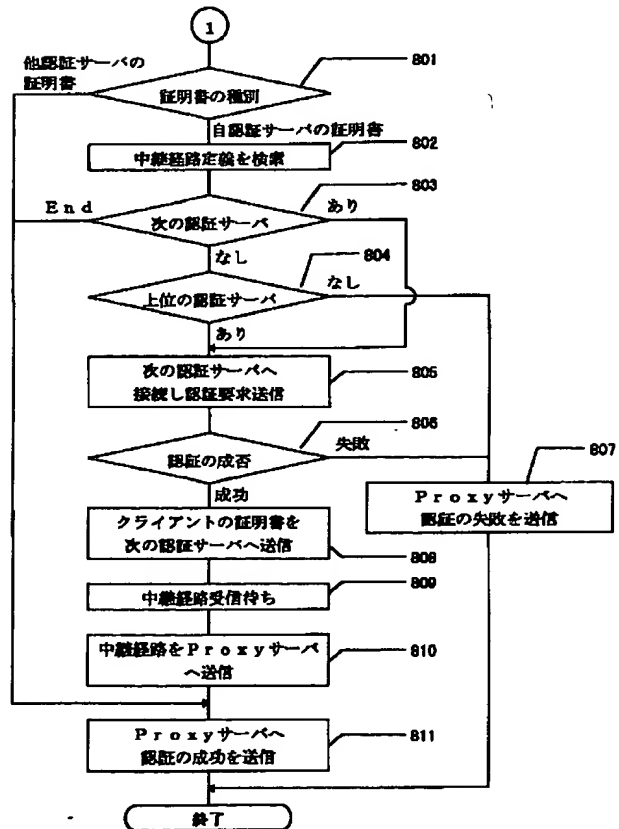 1
他認証サーバの
証明書
801
証明書の種別
自認証サーバの証明書
802
中継経路定義を検索
803
End
次の認証サーバ
あり
なし
804
上位の認証サーバ
なし
あり
次の認証サーバへ
接続し認証要求送信
805
806
認証の成否
失敗
807
成功
Proxyサーバへ
認証の失敗を送信
クライアントの証明書を
次の認証サーバへ送信
808
809
中継経路受信待ち
中継経路をProxyサーバ
へ送信
810
Proxyサーバへ
認証の成功を送信
811
終了